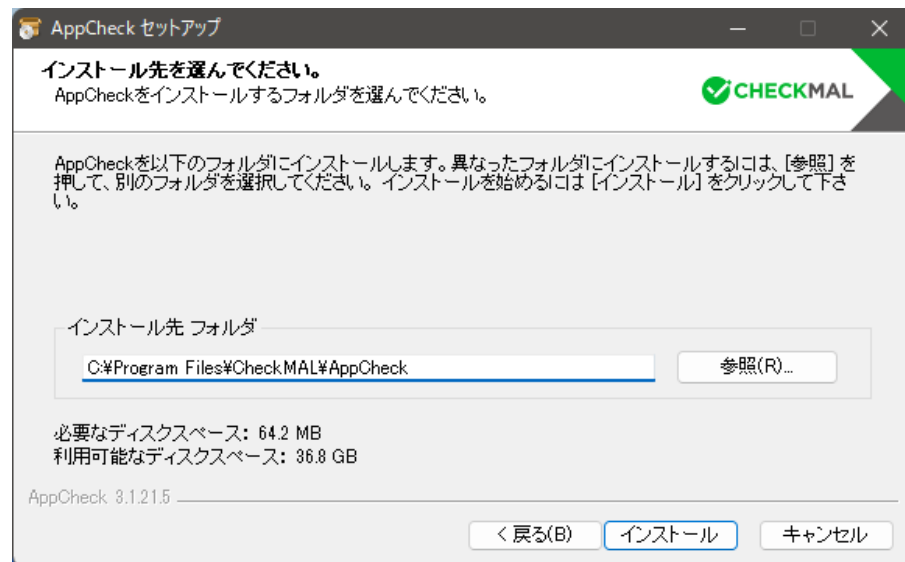 AppCheck セットアップ
インストール先を選んでください。
AppCheckをインストールするフォルダを選んでください。
CHECKMAL
AppCheckを以下のフォルダにインストールします。異なったフォルダにインストールするには、[参照] を
押して、別のフォルダを選択してください。 インストールを始めるには [インストール] をクリックして下さ
い。
インストール先 フォルダ
C:¥Program Files¥CheckMAL¥AppCheck
参照(R)...
必要なディスクスペース: 64.2 MB
利用可能なディスクスペース: 36.8 GB
AppCheck 3.1.21.5
< 戻る(B)
インストール
キャンセル